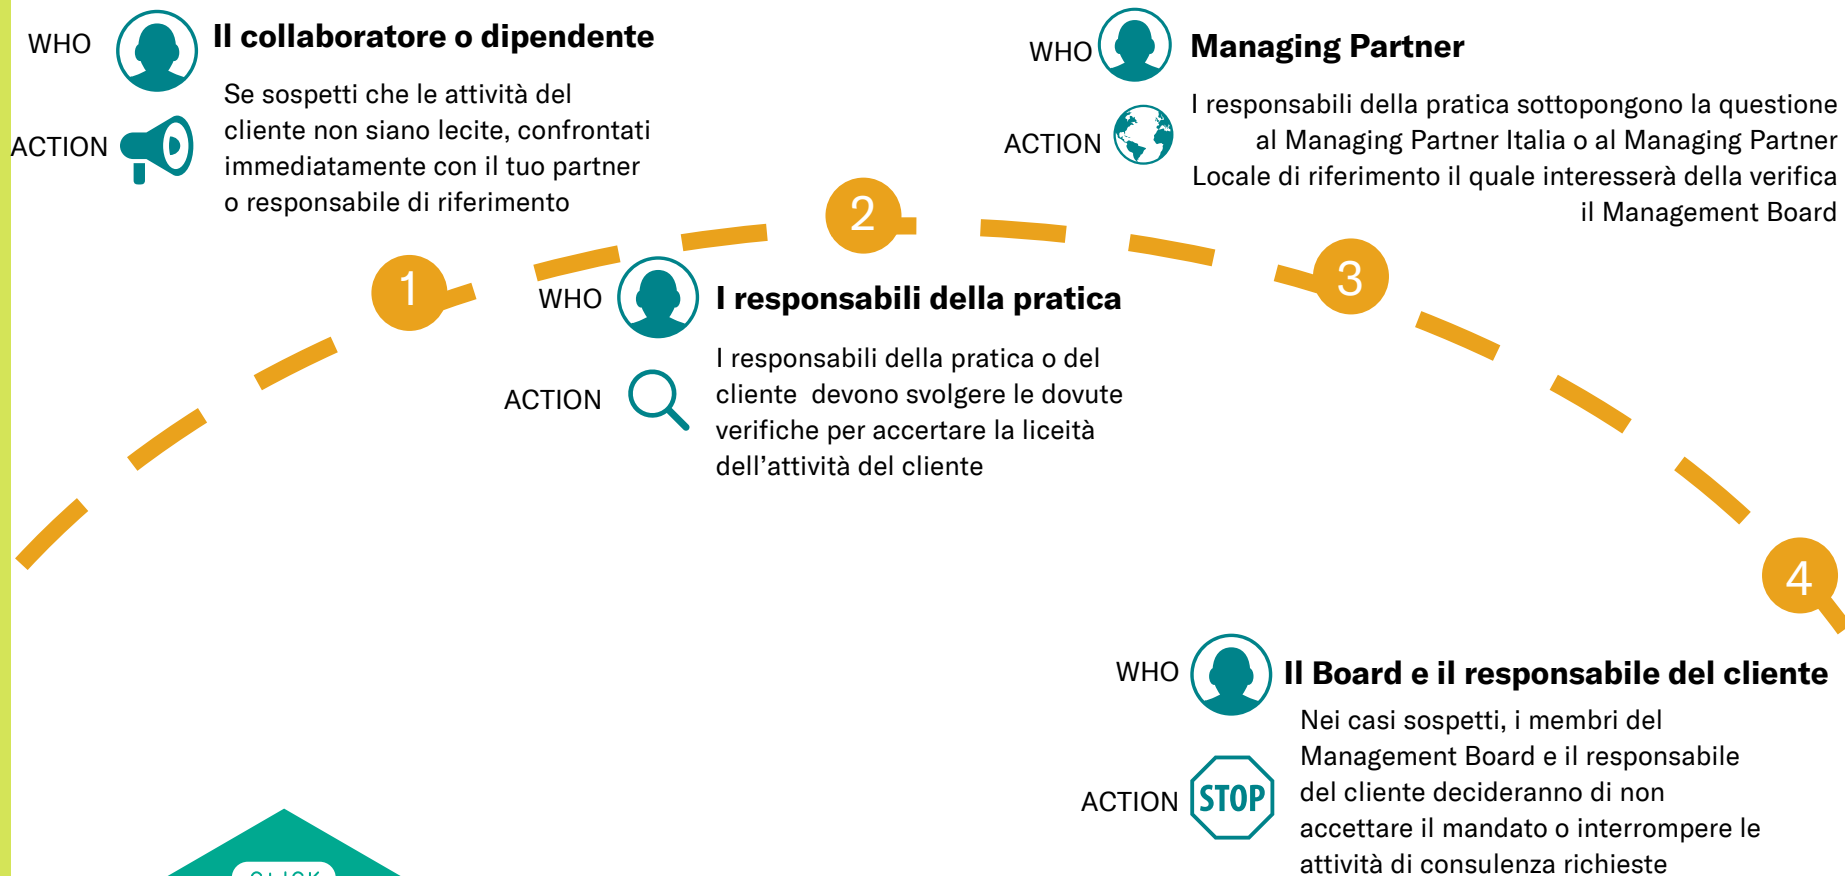 WHO
Il collaboratore o dipendente
ACTION
Se sospetti che le attività del
cliente non siano lecite, confrontati
immediatamente con il tuo partner
o responsabile di riferimento
1
2
WHO
I responsabili della pratica
ACTION
I responsabili della pratica o del
cliente devono svolgere le dovute
verifiche per accertare la liceità
dell'attività del cliente
WHO
Managing Partner
ACTION
I responsabili della pratica sottopongono la questione
al Managing Partner Italia o al Managing Partner
Locale di riferimento il quale interesserà della verifica
il Management Board
3
4
WHO
Il Board e il responsabile del cliente
ACTION
STOP
Nei casi sospetti, i membri del
Management Board e il responsabile
del cliente decideranno di non
accettare il mandato o interrompere le
attività di consulenza richieste
CLICK